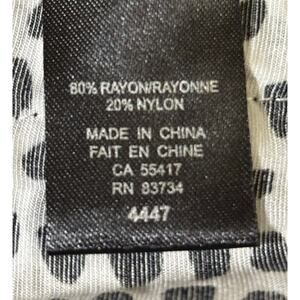 80% RAYON/RAYONNE
20% NYLON
MADE IN CHINA
FAIT EN CHINE
CA 55417
RN 83734
4447